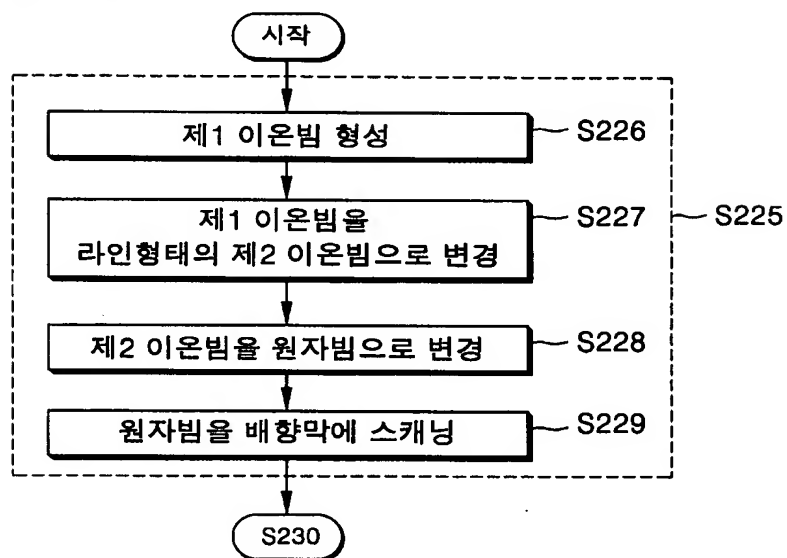 시작
제1 이온빔 형성
S226
제1 이온빔을
라인형태의 제2 이온빔으로 변경
S227
S225
제2 이온빔을 원자빔으로 변경
S228
원자빔을 배향막에 스캐닝
S229
S230